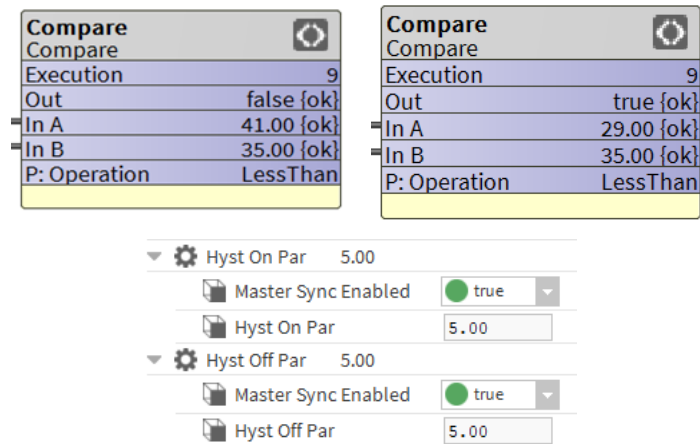 Compare
Compare
Execution 9
Out false {ok}
In A 41.00 {ok}
In B 35.00 {ok}
P: Operation LessThan
Compare
Compare
Execution 9
Out true {ok}
In A 29.00 {ok}
In B 35.00 {ok}
P: Operation LessThan
Hyst On Par 5.00
Master Sync Enabled true
Hyst On Par 5.00
Hyst Off Par 5.00
Master Sync Enabled true
Hyst Off Par 5.00